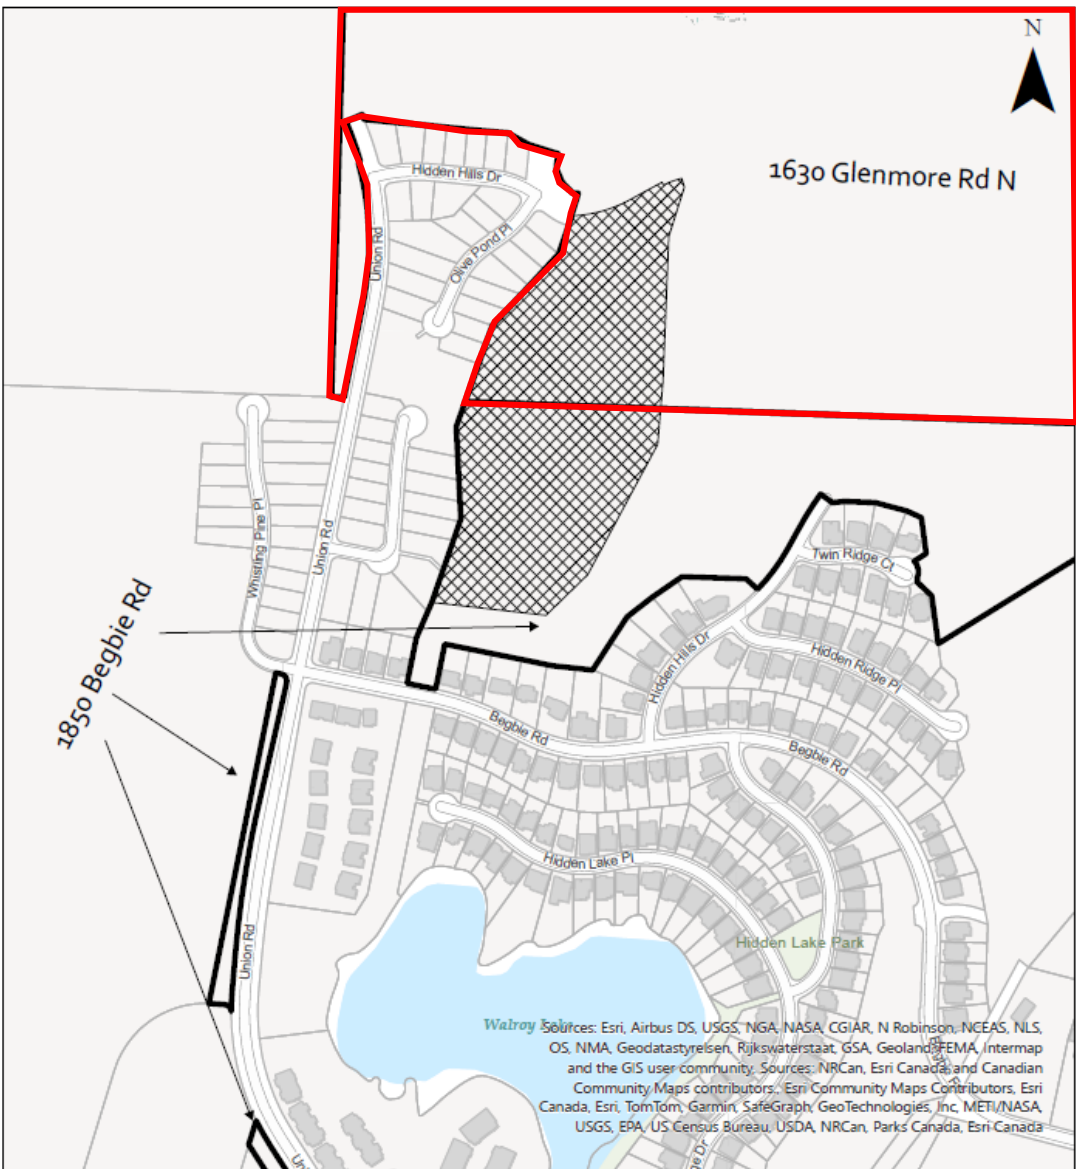 N
1630 Glenmore Rd N
Hidden Hills Dr
Union Rd
Olive Pond Pl
Whistling Pine Pl
Union Rd
Twin Ridge Ct
1850 Begbie Rd
Hidden Hills Dr
Hidden Ridge Pl
Begbie Rd
Begbie Rd
Hidden Lake Pl
Union Rd
Hidden Lake Park
Walroy Lake
Sources: Esri, Airbus DS, USGS, NGA, NASA, CGIAR, N Robinson, NCEAS, NLS,
OS, NMA, Geodatastyrelsen, Rijkswaterstaat, GSA, Geoland, FEMA, Intermap
and the GIS user community, Sources: NRCan, Esri Canada, and Canadian
Community Maps contributors., Esri Community Maps Contributors, Esri
Canada, Esri, TomTom, Garmin, SafeGraph, GeoTechnologies, Inc, METI/NASA,
USGS, EPA, US Census Bureau, USDA, NRCan, Parks Canada, Esri Canada